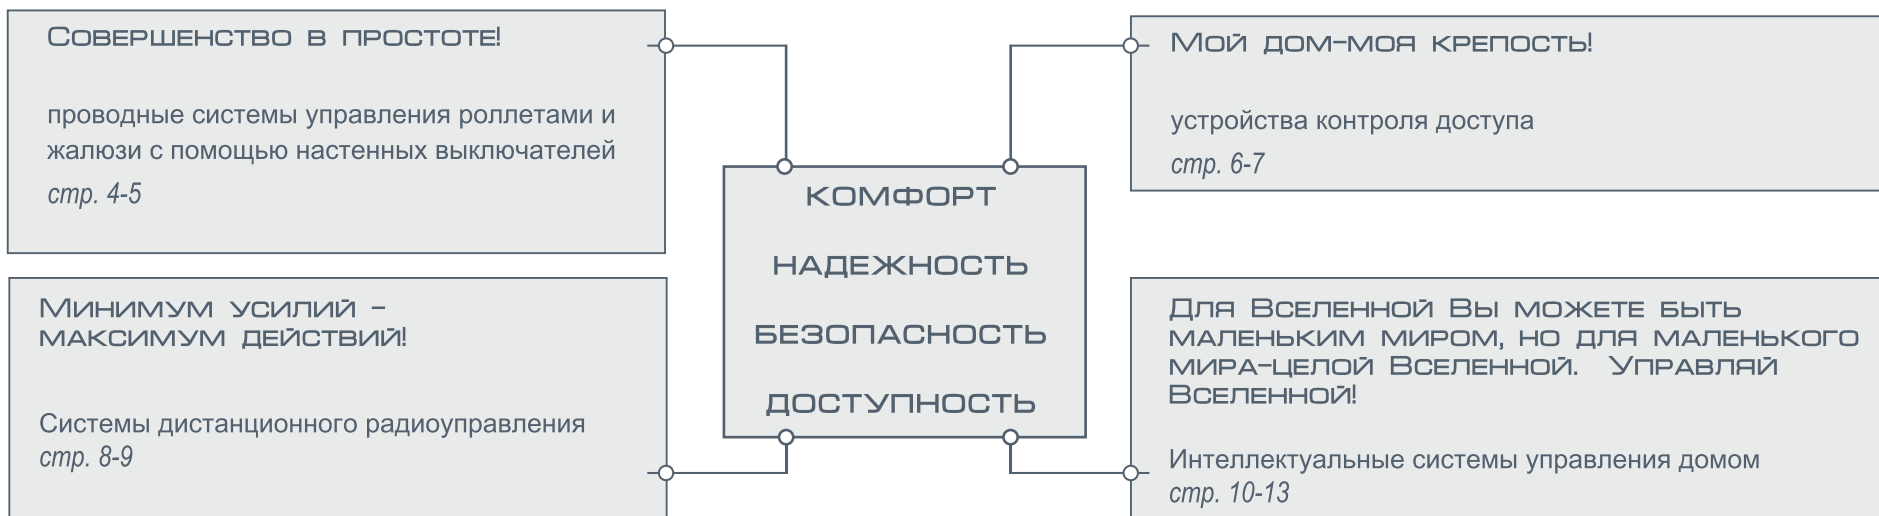 Совершенство в простоте!
проводные системы управления роллетами и
жалюзи с помощью настенных выключателей
стр. 4-5
Мой дом-моя крепость!
устройства контроля доступа
стр. 6-7
КОМФОРТ
НАДЕЖНОСТЬ
БЕЗОПАСНОСТЬ
ДОСТУПНОСТЬ
Минимум усилий -
максимум действий!
Системы дистанционного радиоуправления
стр. 8-9
Для Вселенной Вы можете быть
маленьким миром, но для маленького
мира-целой Вселенной. Управляй
Вселенной!
Интеллектуальные системы управления домом
стр. 10-13